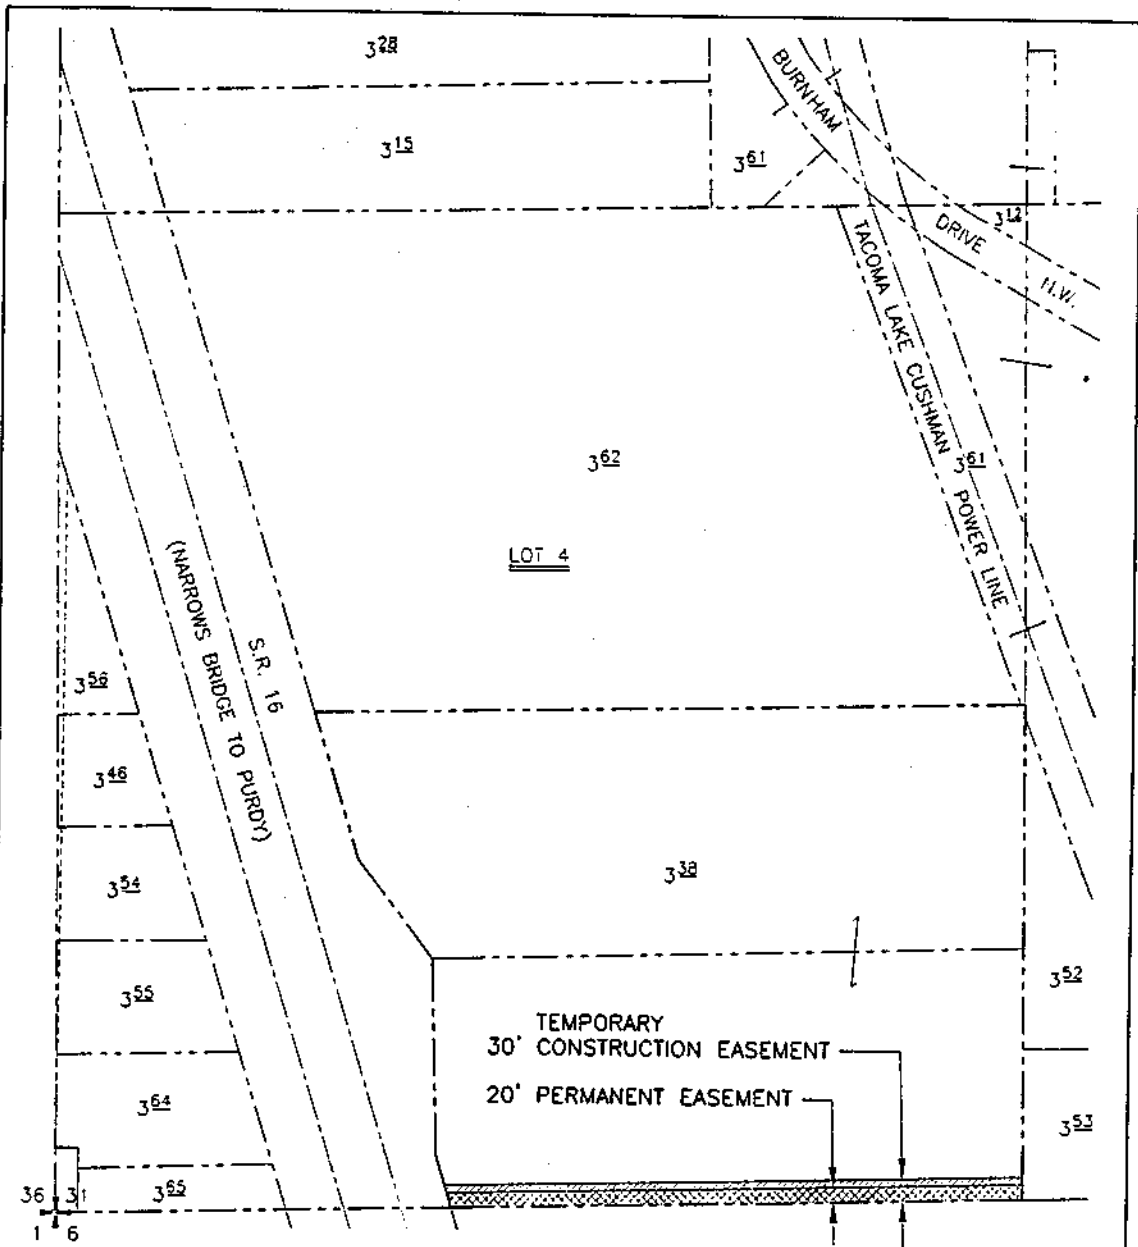 3 28
BURNHAM
3 15
3 61
3 12
DRIVE
N.W.
TACOMA LAKE CUSHMAN POWER LINE
3 62
3 61
LOT 4
(NARROWS BRIDGE TO PURDY)
S.R. 16
3 56
3 46
3 38
3 54
3 52
3 55
TEMPORARY
30' CONSTRUCTION EASEMENT
20' PERMANENT EASEMENT
3 64
3 53
3 65
36 31
1 6